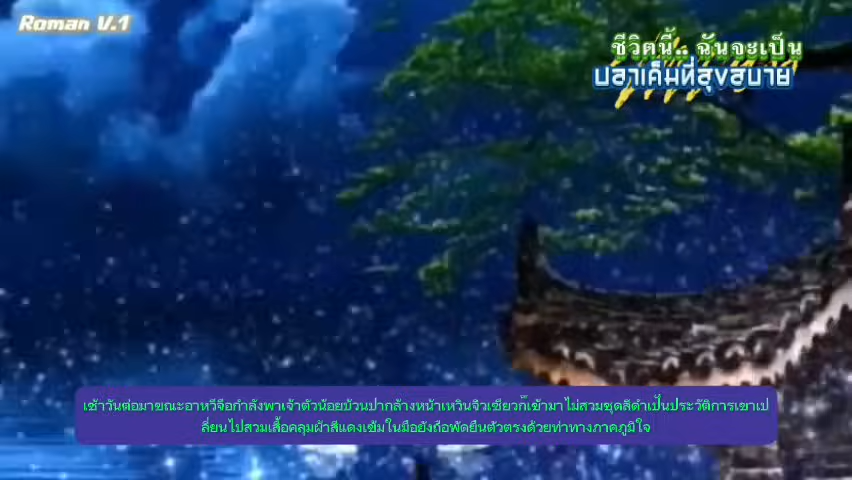 Roman V.1
ชีวิตนี้.. ฉันจะเป็น
ปลาเค็มที่สุขสบาย
เช้าวันต่อมาขณะอาหวีจือกำลังพาเจ้าตัวน้อยบ้วนปากล้างหน้าเหวินจิวเซียวก็เข้ามาไม่สวมชุดสีดำเป็นประวัติการเขาเป
ลี่ยนไปสวมเสื้อคลุมผ้าสีแดงเข้มในมือยังถือพัดยืนตัวตรงด้วยท่าทางภาคภูมิใจ